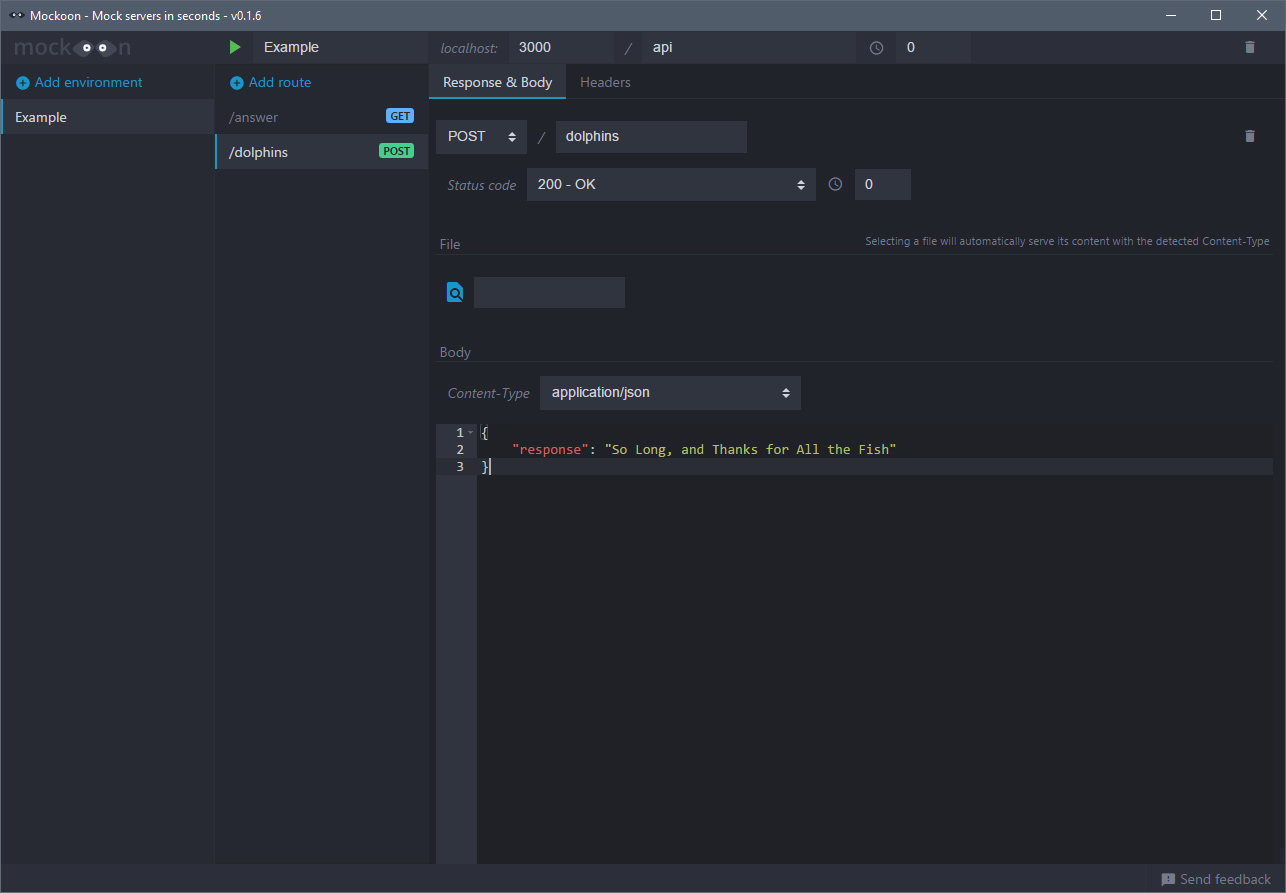 Mockoon - Mock servers in seconds - v0.1.6
mockoon
Example
localhost:
3000
/
api
0
Add environment
Example
Add route
/answer
GET
/dolphins
POST
Response & Body
Headers
POST
/
dolphins
Status code
200 - OK
0
File
Selecting a file will automatically serve its content with the detected Content-Type
Body
Content-Type
application/json
1 {
2 "response": "So Long, and Thanks for All the Fish"
3 }
Send feedback